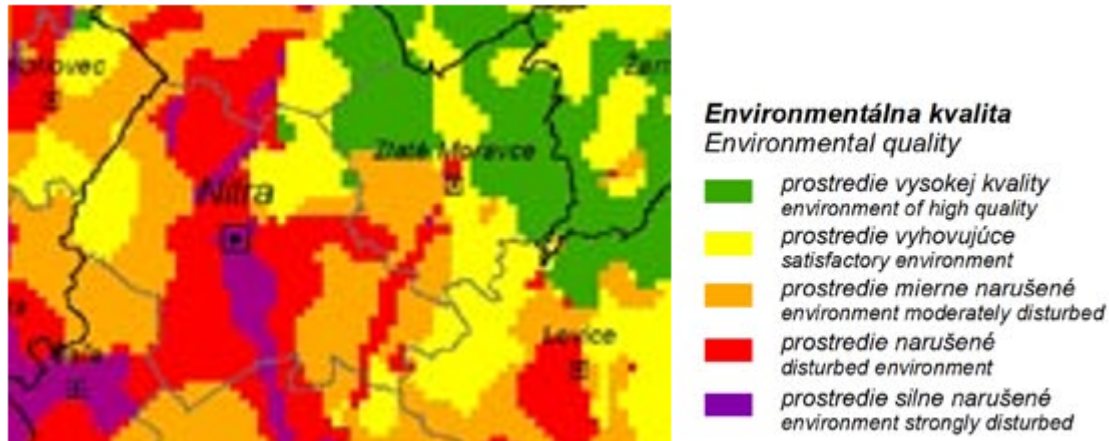 Zlaté Moravce
Nitra
Levice
Environmentálna kvalita
Environmental quality
prostredie vysokej kvality
environment of high quality
prostredie vyhovujúce
satisfactory environment
prostredie mierne narušené
environment moderately disturbed
prostredie narušené
disturbed environment
prostredie silne narušené
environment strongly disturbed